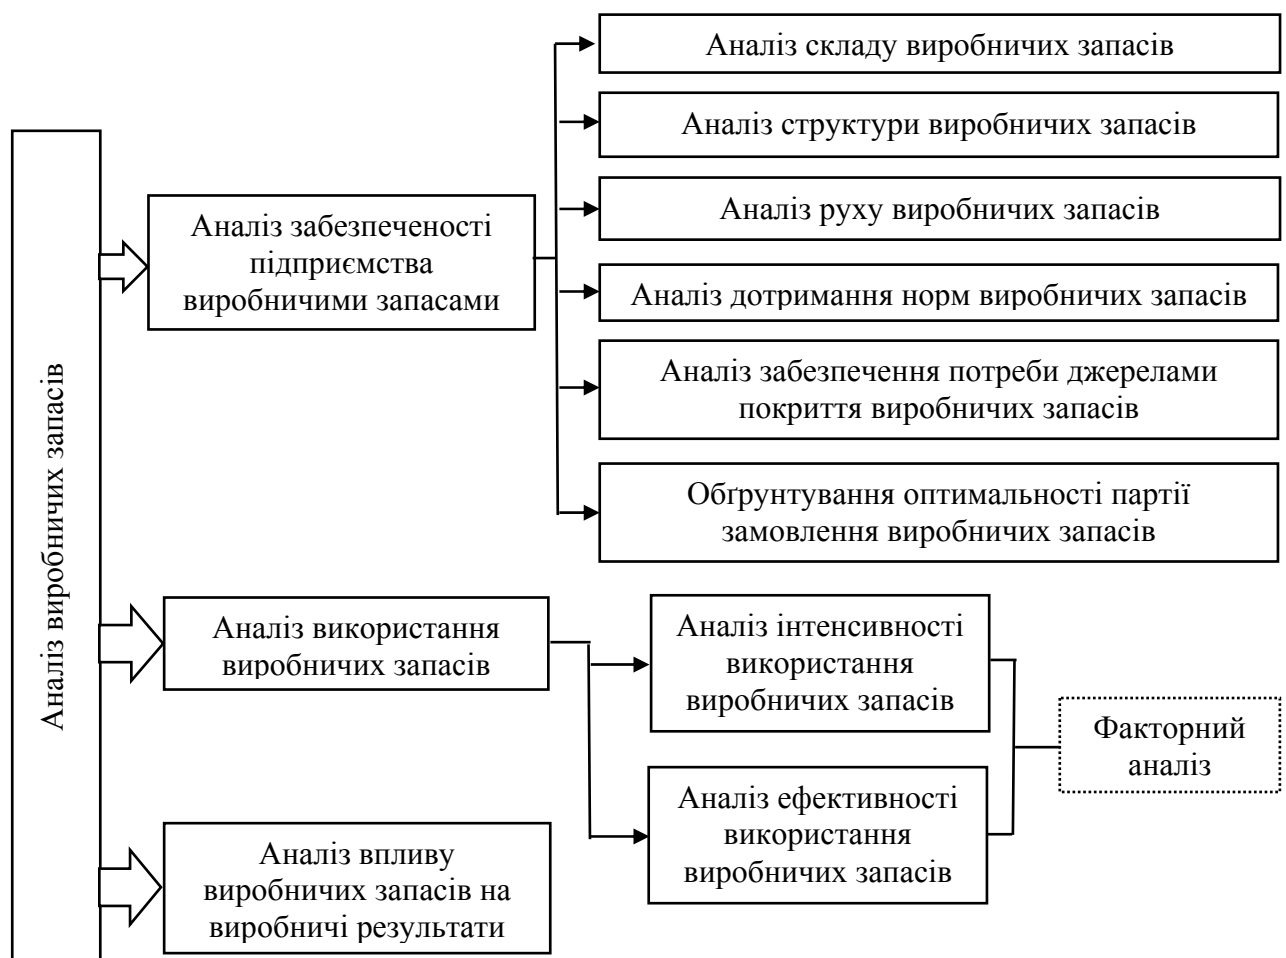 Аналіз виробничих запасів
Аналіз забезпеченості
підприємства
виробничими запасами
Аналіз складу виробничих запасів
Аналіз структури виробничих запасів
Аналіз руху виробничих запасів
Аналіз дотримання норм виробничих запасів
Аналіз забезпечення потреби джерелами
покриття виробничих запасів
Обґрунтування оптимальності партії
замовлення виробничих запасів
Аналіз використання
виробничих запасів
Аналіз інтенсивності
використання
виробничих запасів
Аналіз ефективності
використання
виробничих запасів
Факторний
аналіз
Аналіз впливу
виробничих запасів на
виробничі результати